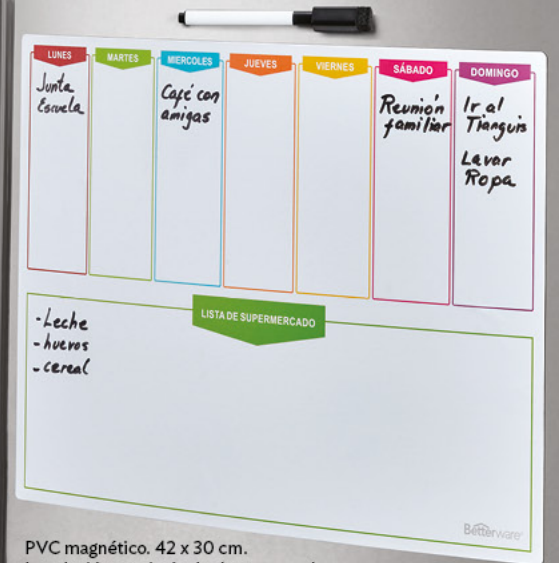 LUNES
MARTES
MIERCOLES
JUEVES
VIERNES
SÁBADO
DOMINGO
Junta
Escuela
Café con
amigas
Reunión
familiar
Ir al
Tianguis
Lavar
Ropa
LISTA DE SUPERMERCADO
-Leche
-huevos
-cereal
Betterware
PVC magnético. 42 x 30 cm.